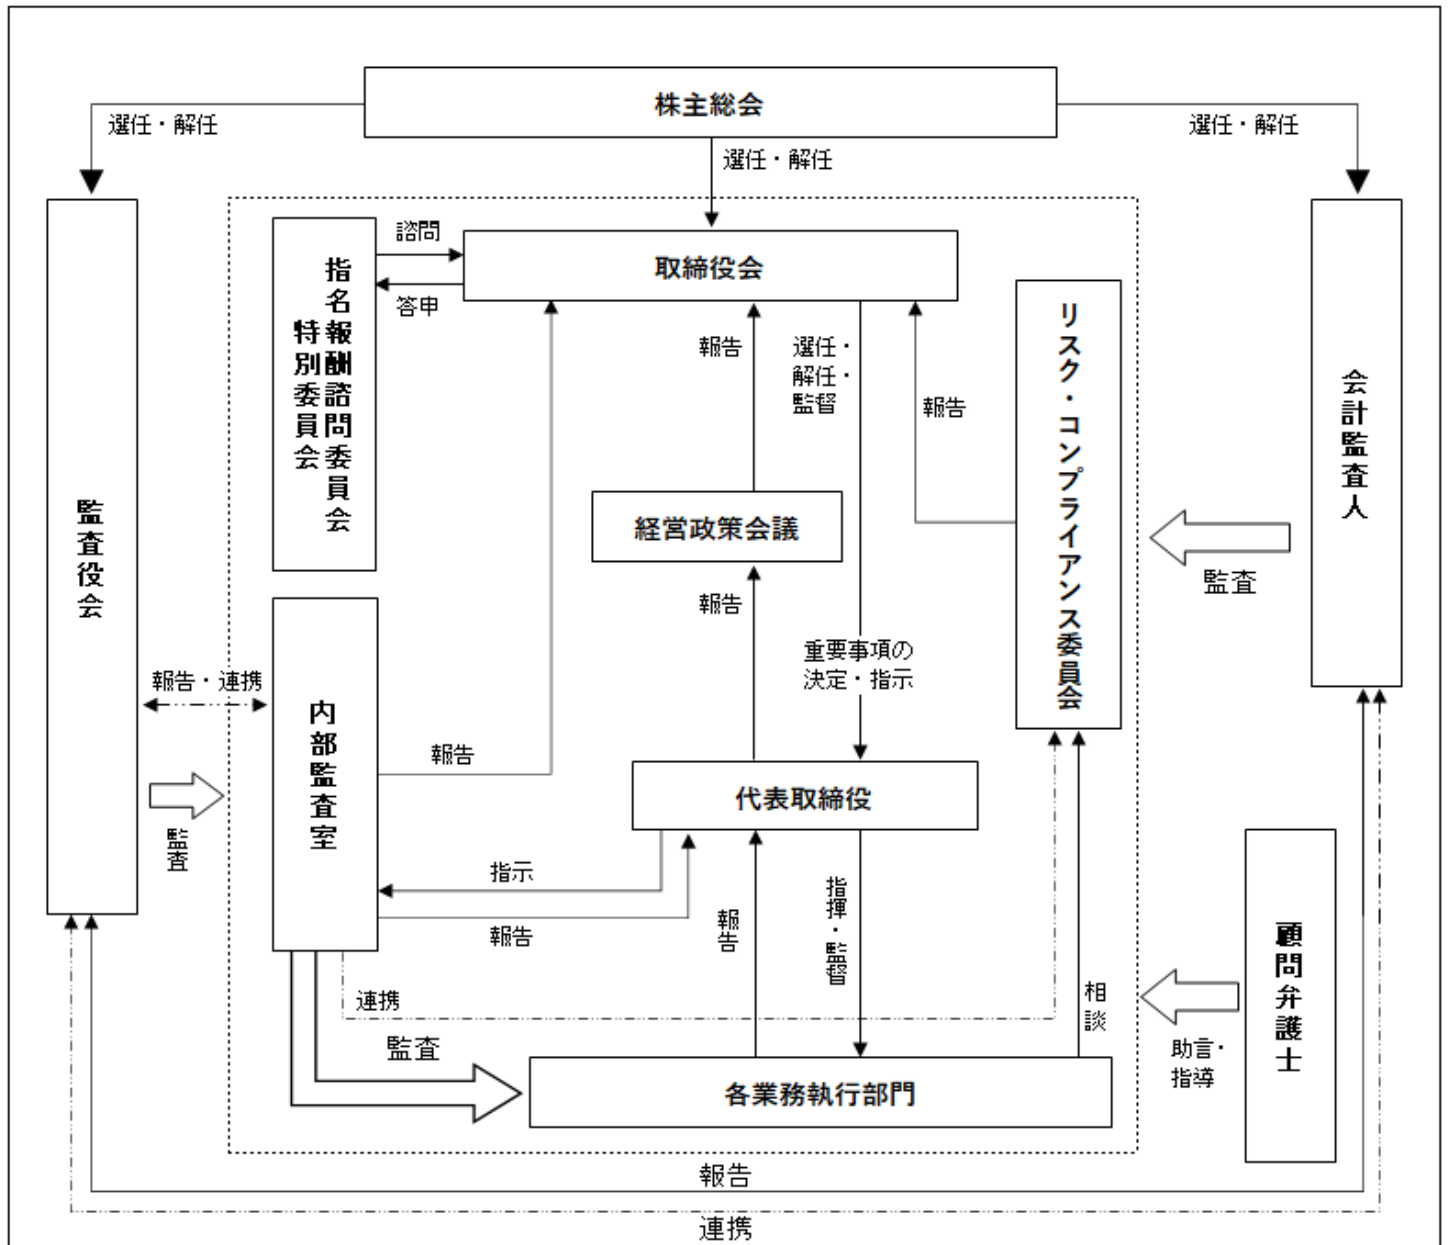 株主総会
選任・解任
選任・解任
選任・解任
監査役会
指名報酬諮問委員会
特別委員会
諮問
答申
取締役会
リスク・コンプライアンス委員会
会計監査人
報告
選任・
解任・
監督
報告
経営政策会議
監査
報告
重要事項の
決定・指示
報告・連携
内部監査室
報告
代表取締役
監査
指示
報告
報告
指揮・監督
顧問弁護士
連携
相談
監査
助言・
指導
各業務執行部門
報告
連携